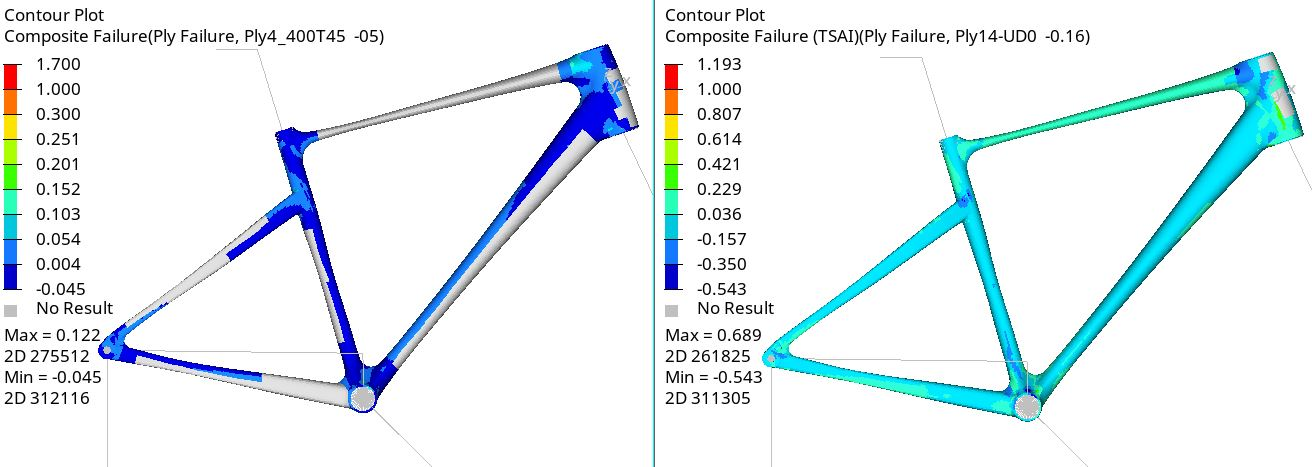 Contour Plot
Composite Failure(Ply Failure, Ply4_400T45 -05)
1.700
1.000
0.300
0.251
0.201
0.152
0.103
0.054
0.004
-0.045
No Result
Max = 0.122
2D 275512
Min = -0.045
2D 312116
Contour Plot
Composite Failure (TSAI)(Ply Failure, Ply14-UD0 -0.16)
1.193
1.000
0.807
0.614
0.421
0.229
0.036
-0.157
-0.350
-0.543
No Result
Max = 0.689
2D 261825
Min = -0.543
2D 311305